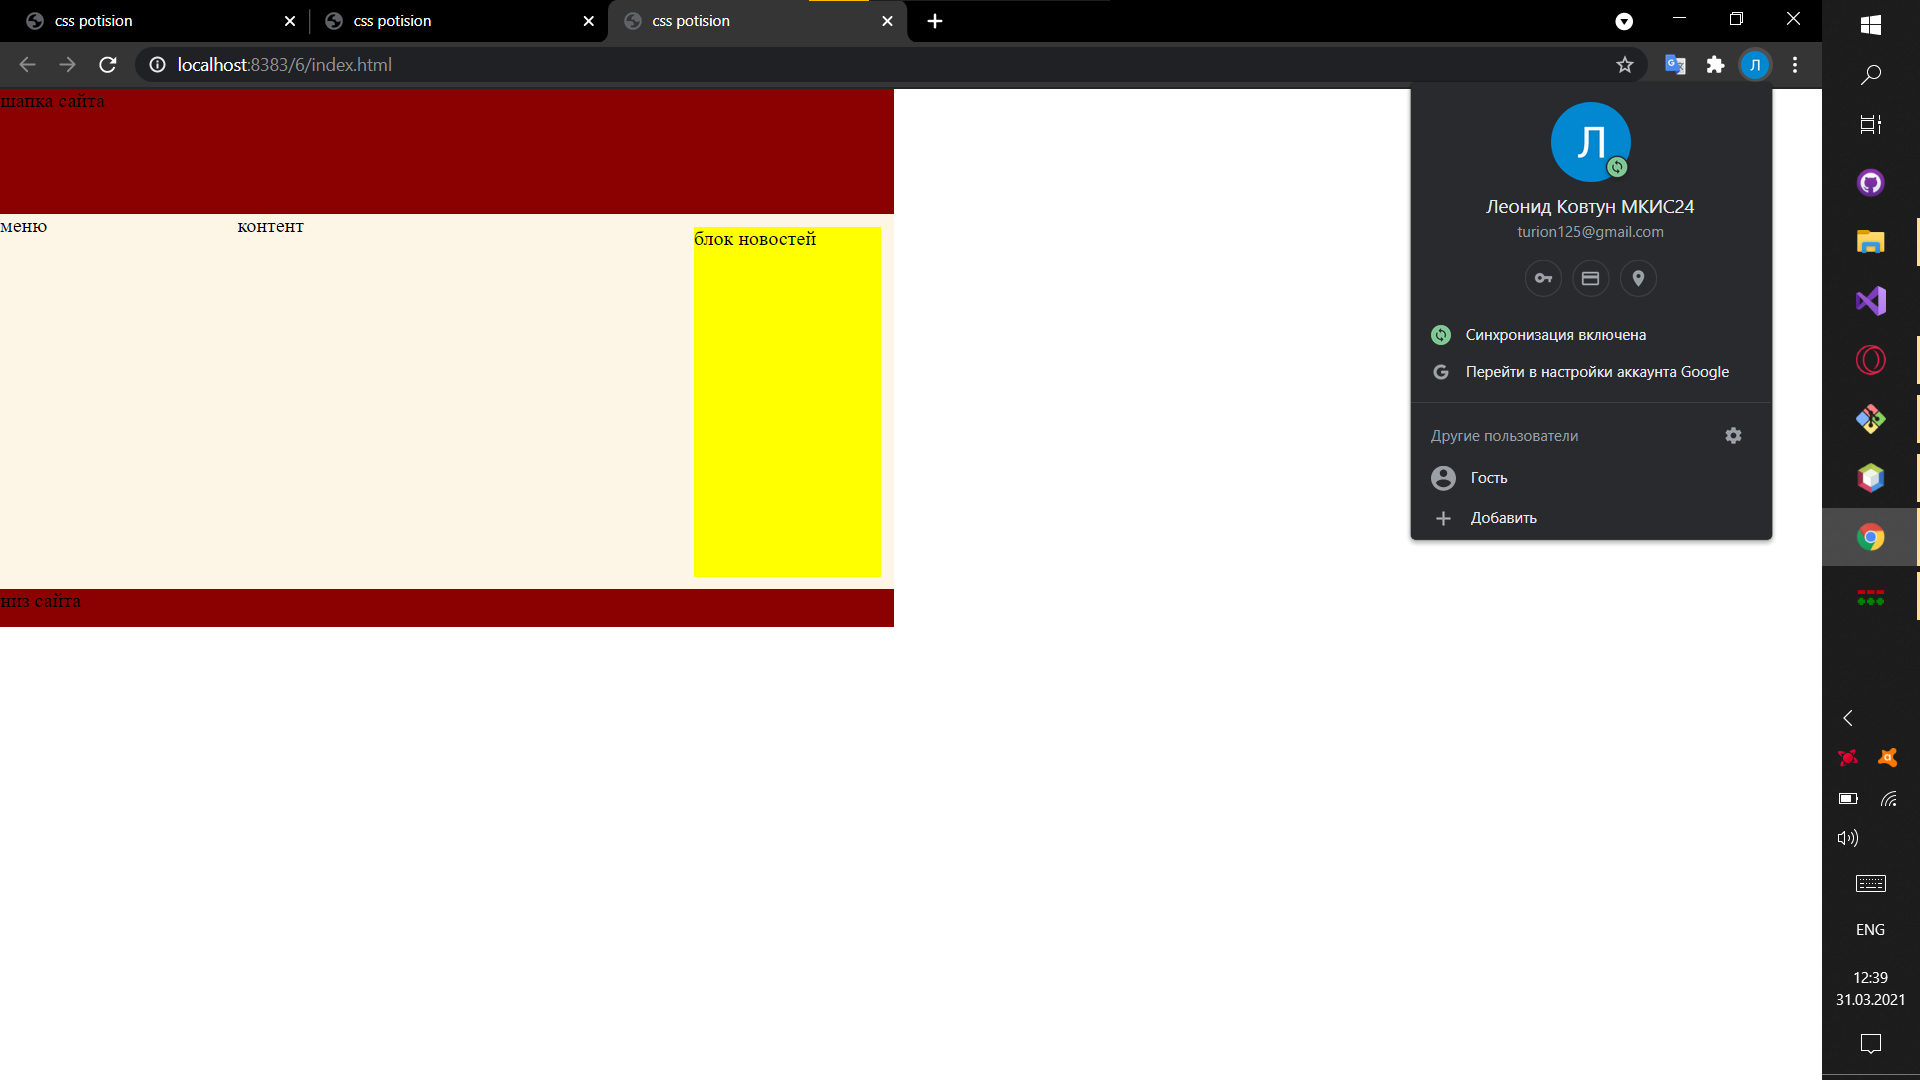 css potision
css potision
css potision
localhost:8383/6/index.html
Л
шапка сайта
меню
контент
блок новостей
низ сайта
Л
Леонид Ковтун МКИС24
turion125@gmail.com
Синхронизация включена
G Перейти в настройки аккаунта Google
Другие пользователи
Гость
Добавить
ENG
12:39
31.03.2021